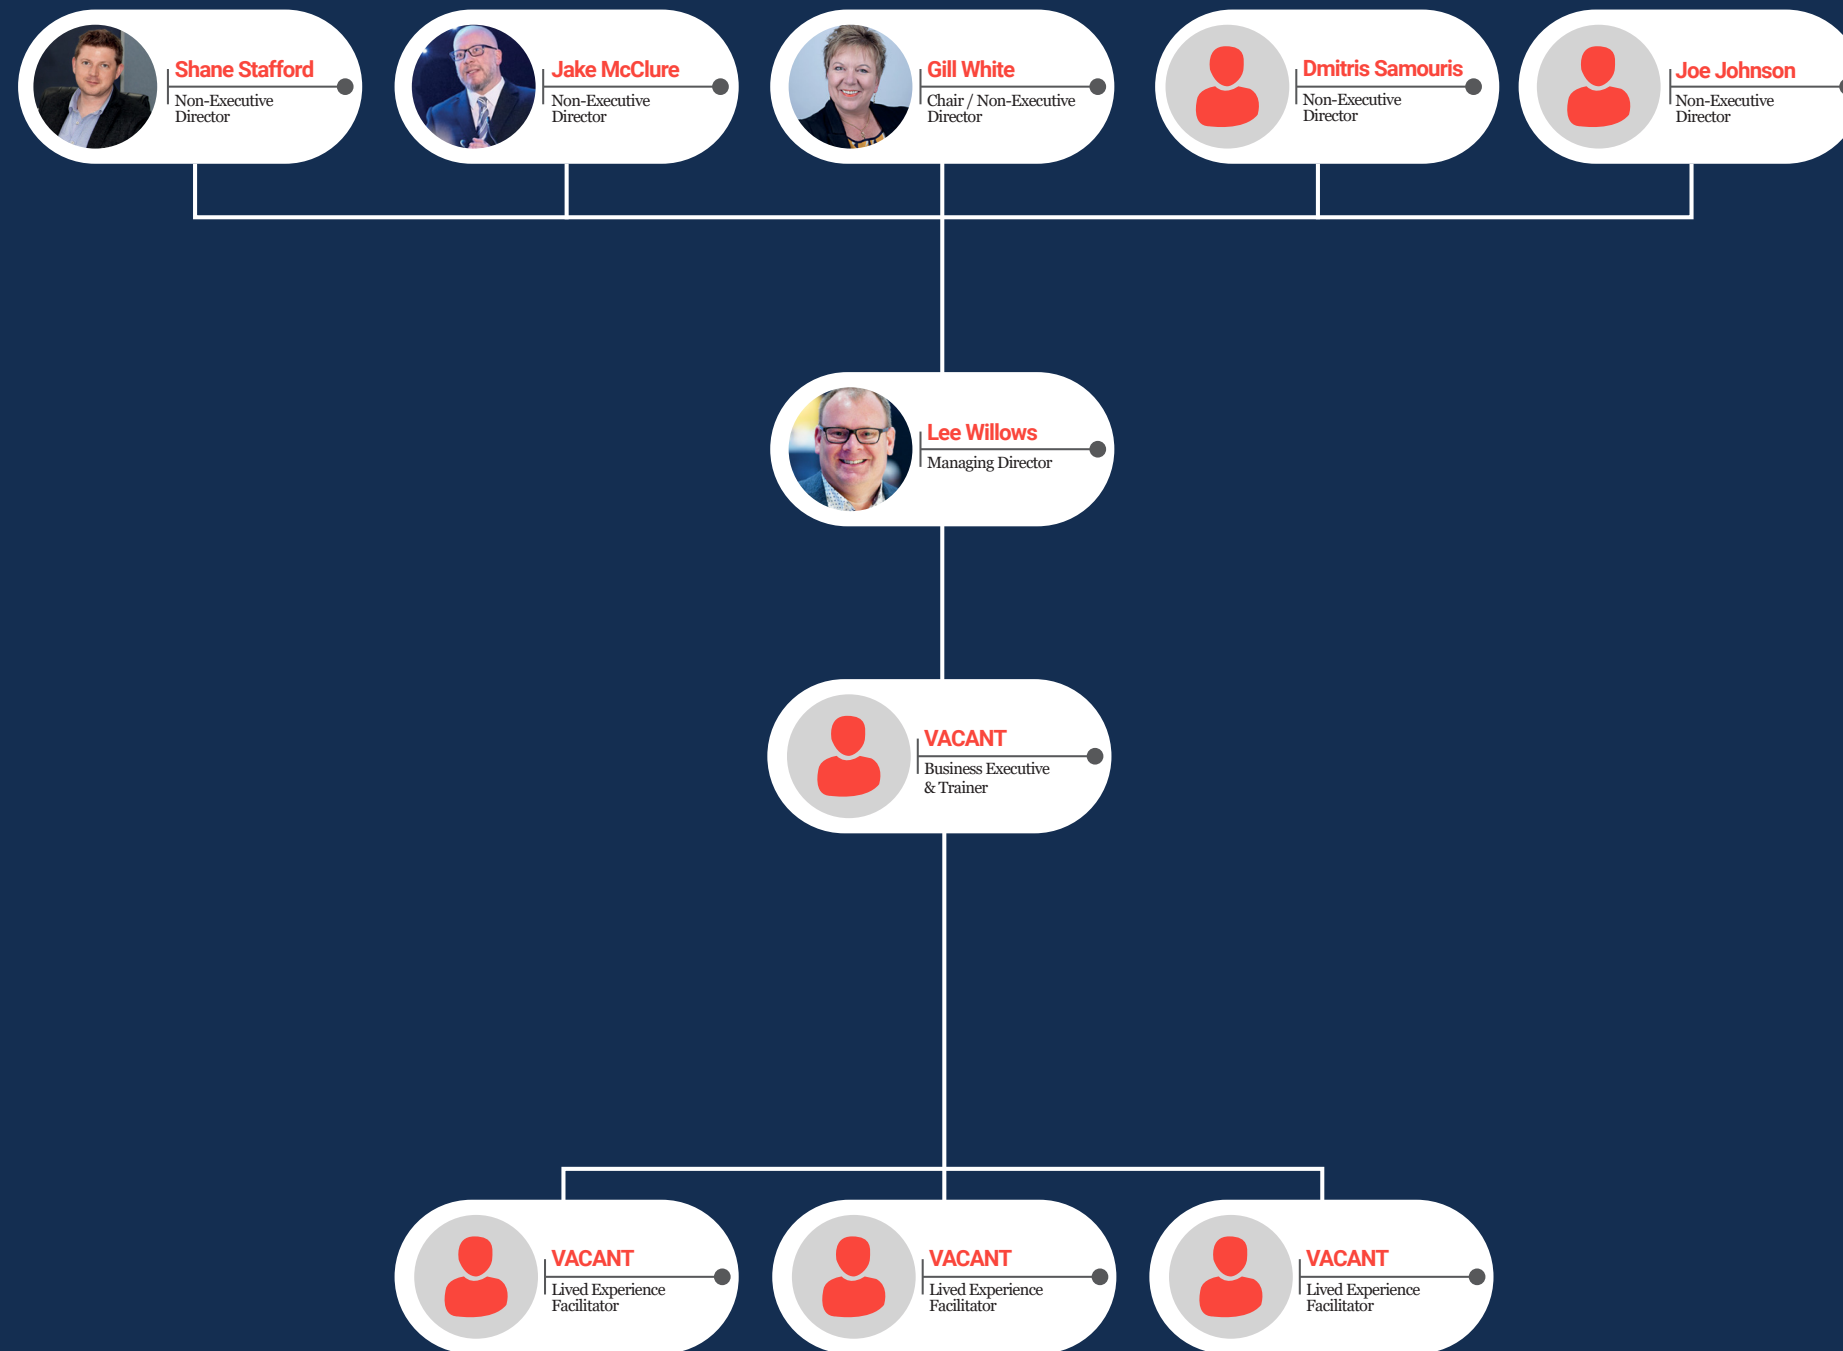 Shane Stafford
Non-Executive
Director
Jake McClure
Non-Executive
Director
Gill White
Chair / Non-Executive
Director
Dmitris Samouris
Non-Executive
Director
Joe Johnson
Non-Executive
Director
Lee Willows
Managing Director
VACANT
Business Executive
& Trainer
VACANT
Lived Experience
Facilitator
VACANT
Lived Experience
Facilitator
VACANT
Lived Experience
Facilitator